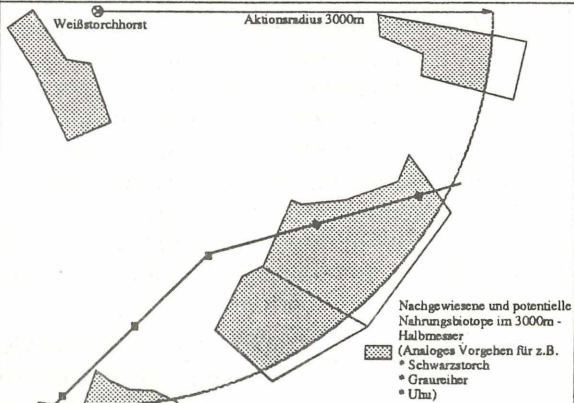 Weißstorchhorst
Aktionsradius 3000m
Nachgewiesene und potentielle
Nahrungsbiotope im 3000m -
Halbmesser
(Analoges Vorgehen für z.B.
* Schwarzstorch
* Graureiher
* Uhu)